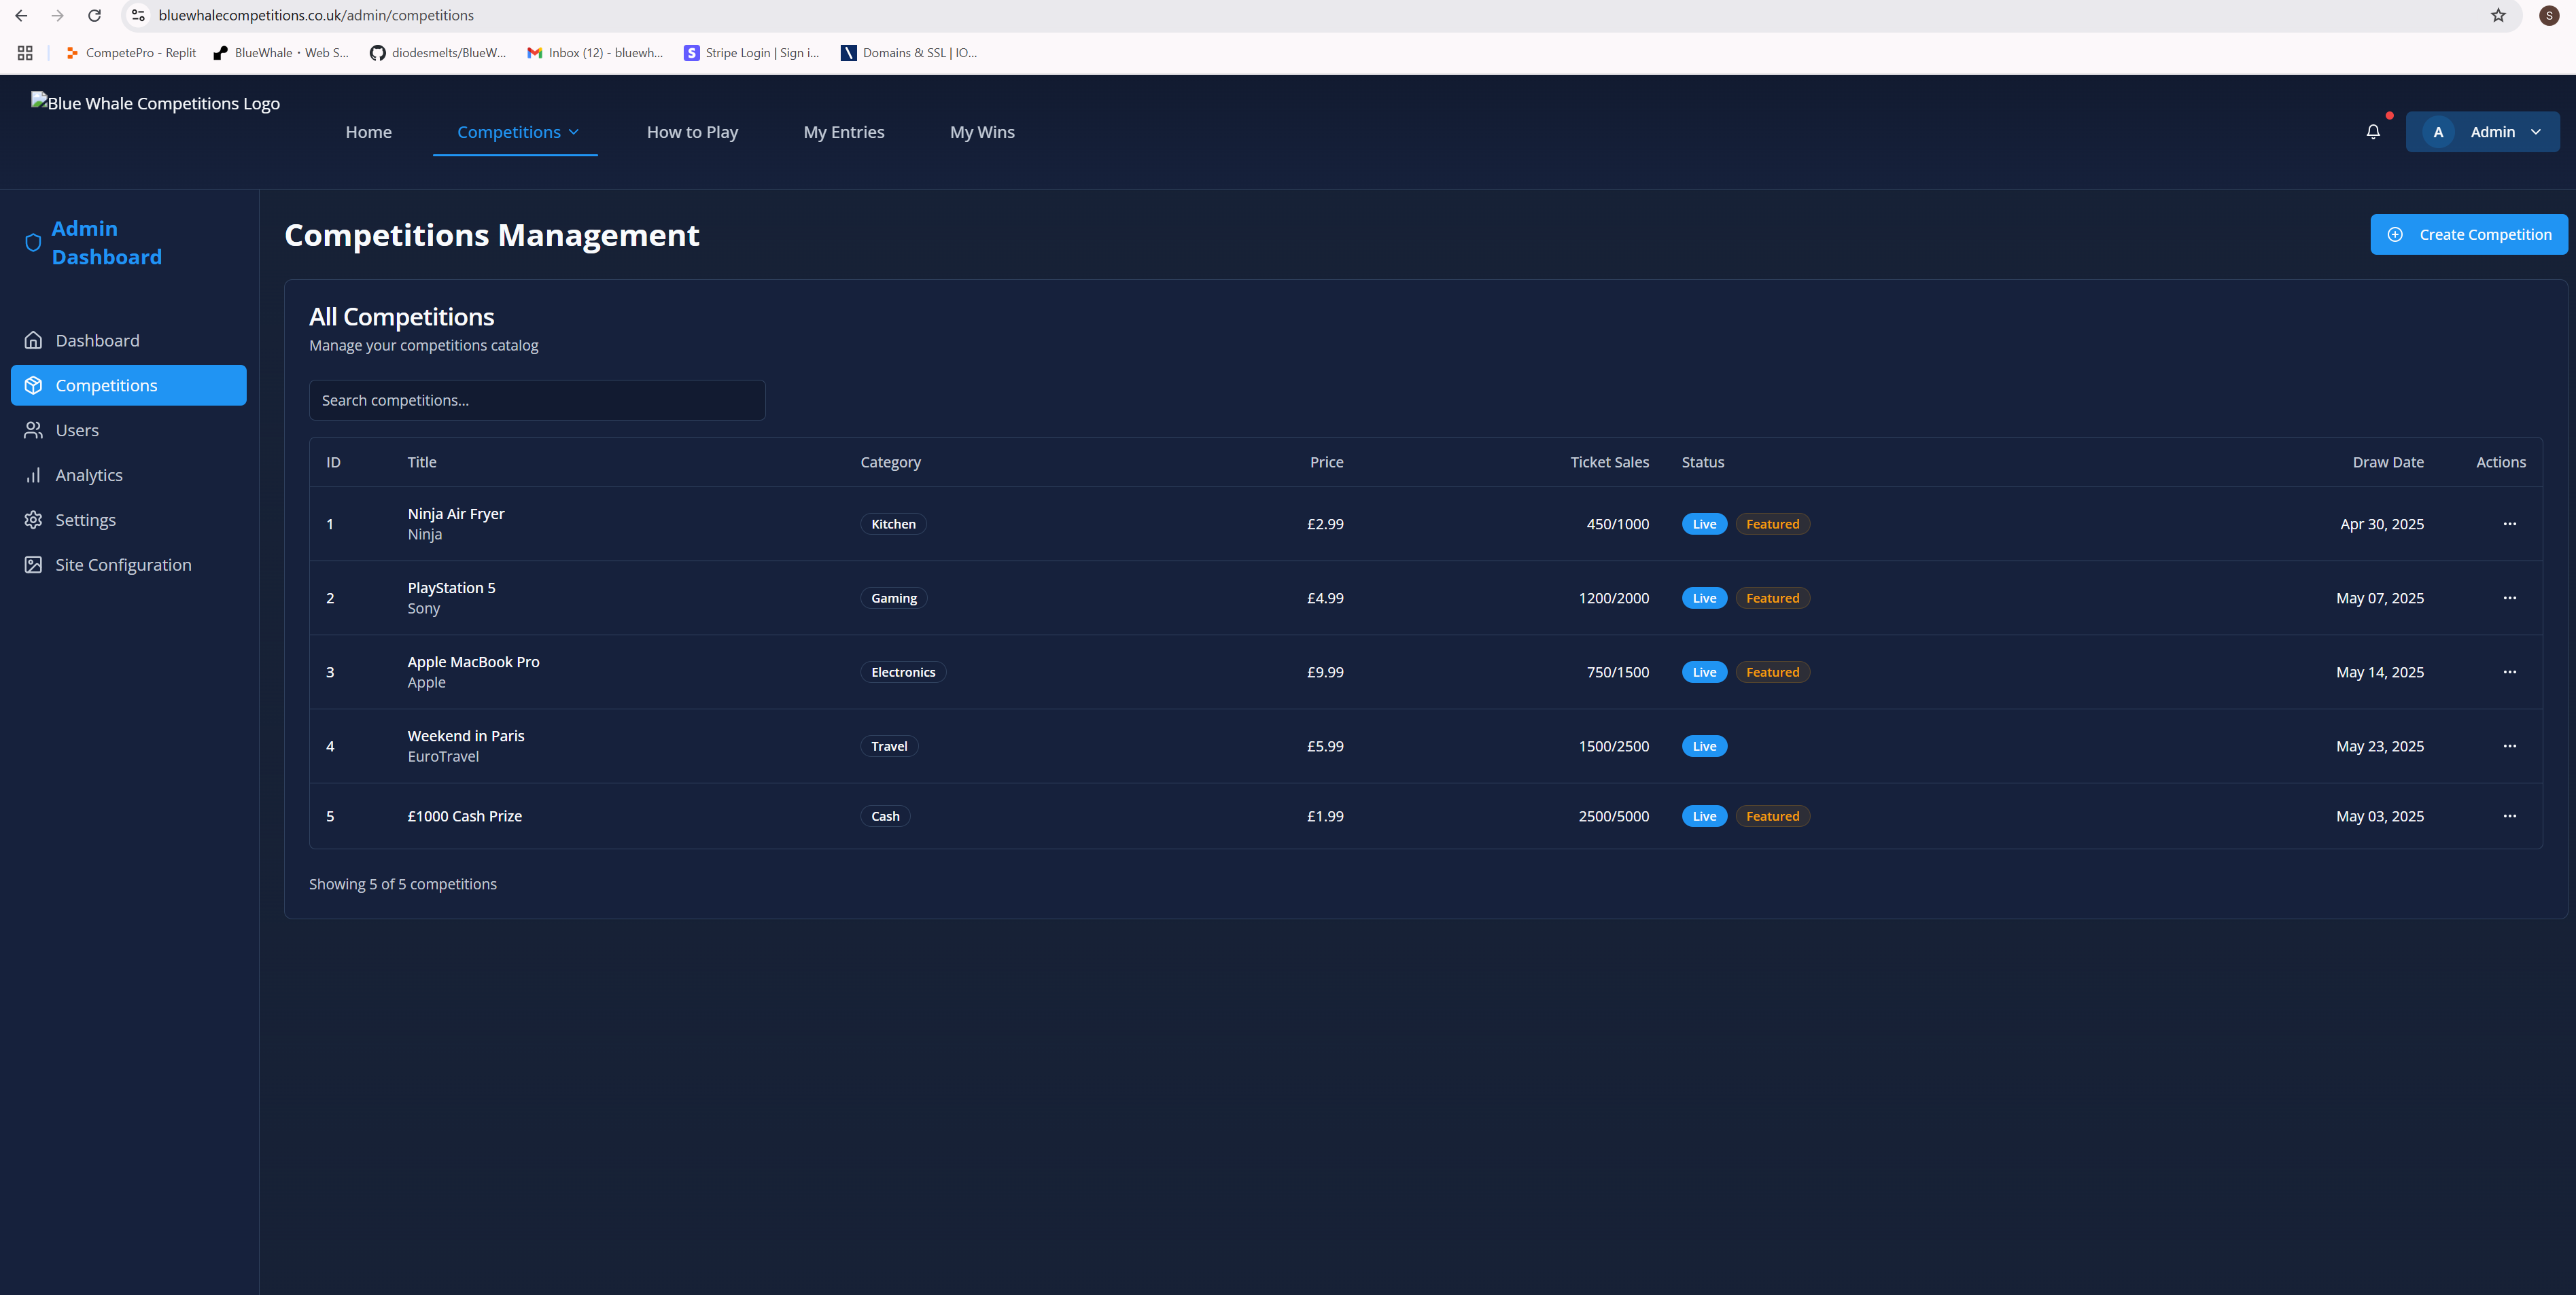 bluewhalecompetitions.co.uk/admin/competitions
S
CompetePro - Replit
BlueWhale · Web S...
diodesmelts/BlueW...
Inbox (12) - bluewh...
S
Stripe Login | Sign i...
Domains & SSL | IO...
Blue Whale Competitions Logo
Home
Competitions
How to Play
My Entries
My Wins
A
Admin
Admin
Dashboard
Dashboard
Competitions
Users
Analytics
Settings
Site Configuration
Competitions Management
Create Competition
All Competitions
Manage your competitions catalog
Search competitions...
ID Title Category Price Ticket Sales Status Draw Date Actions
1 Ninja Air Fryer Kitchen £2.99 450/1000 Live Featured Apr 30, 2025
Ninja
2 PlayStation 5 Gaming £4.99 1200/2000 Live Featured May 07, 2025
Sony
3 Apple MacBook Pro Electronics £9.99 750/1500 Live Featured May 14, 2025
Apple
4 Weekend in Paris Travel £5.99 1500/2500 Live May 23, 2025
EuroTravel
5 £1000 Cash Prize Cash £1.99 2500/5000 Live Featured May 03, 2025
Showing 5 of 5 competitions